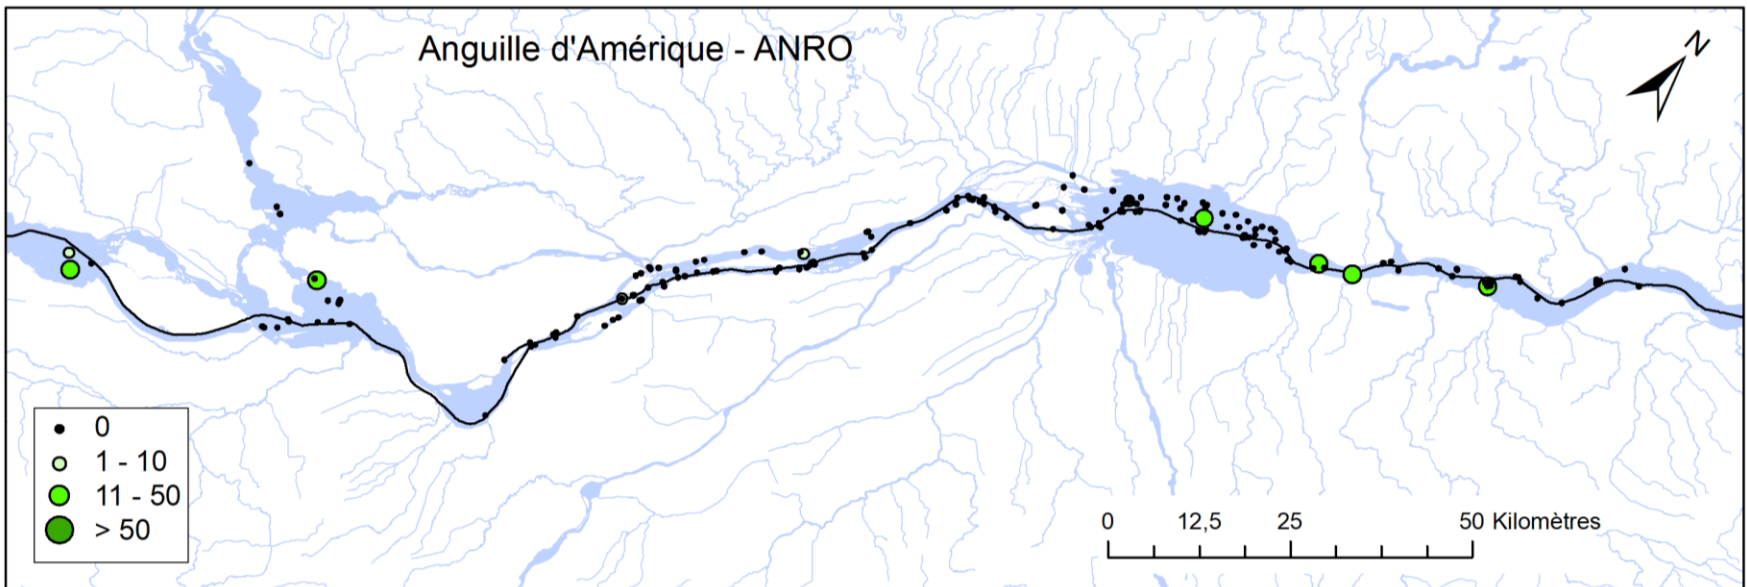 Anguille d'Amérique - ANRO
N
0
1 - 10
11 - 50
> 50
0 12,5 25 50 Kilomètres